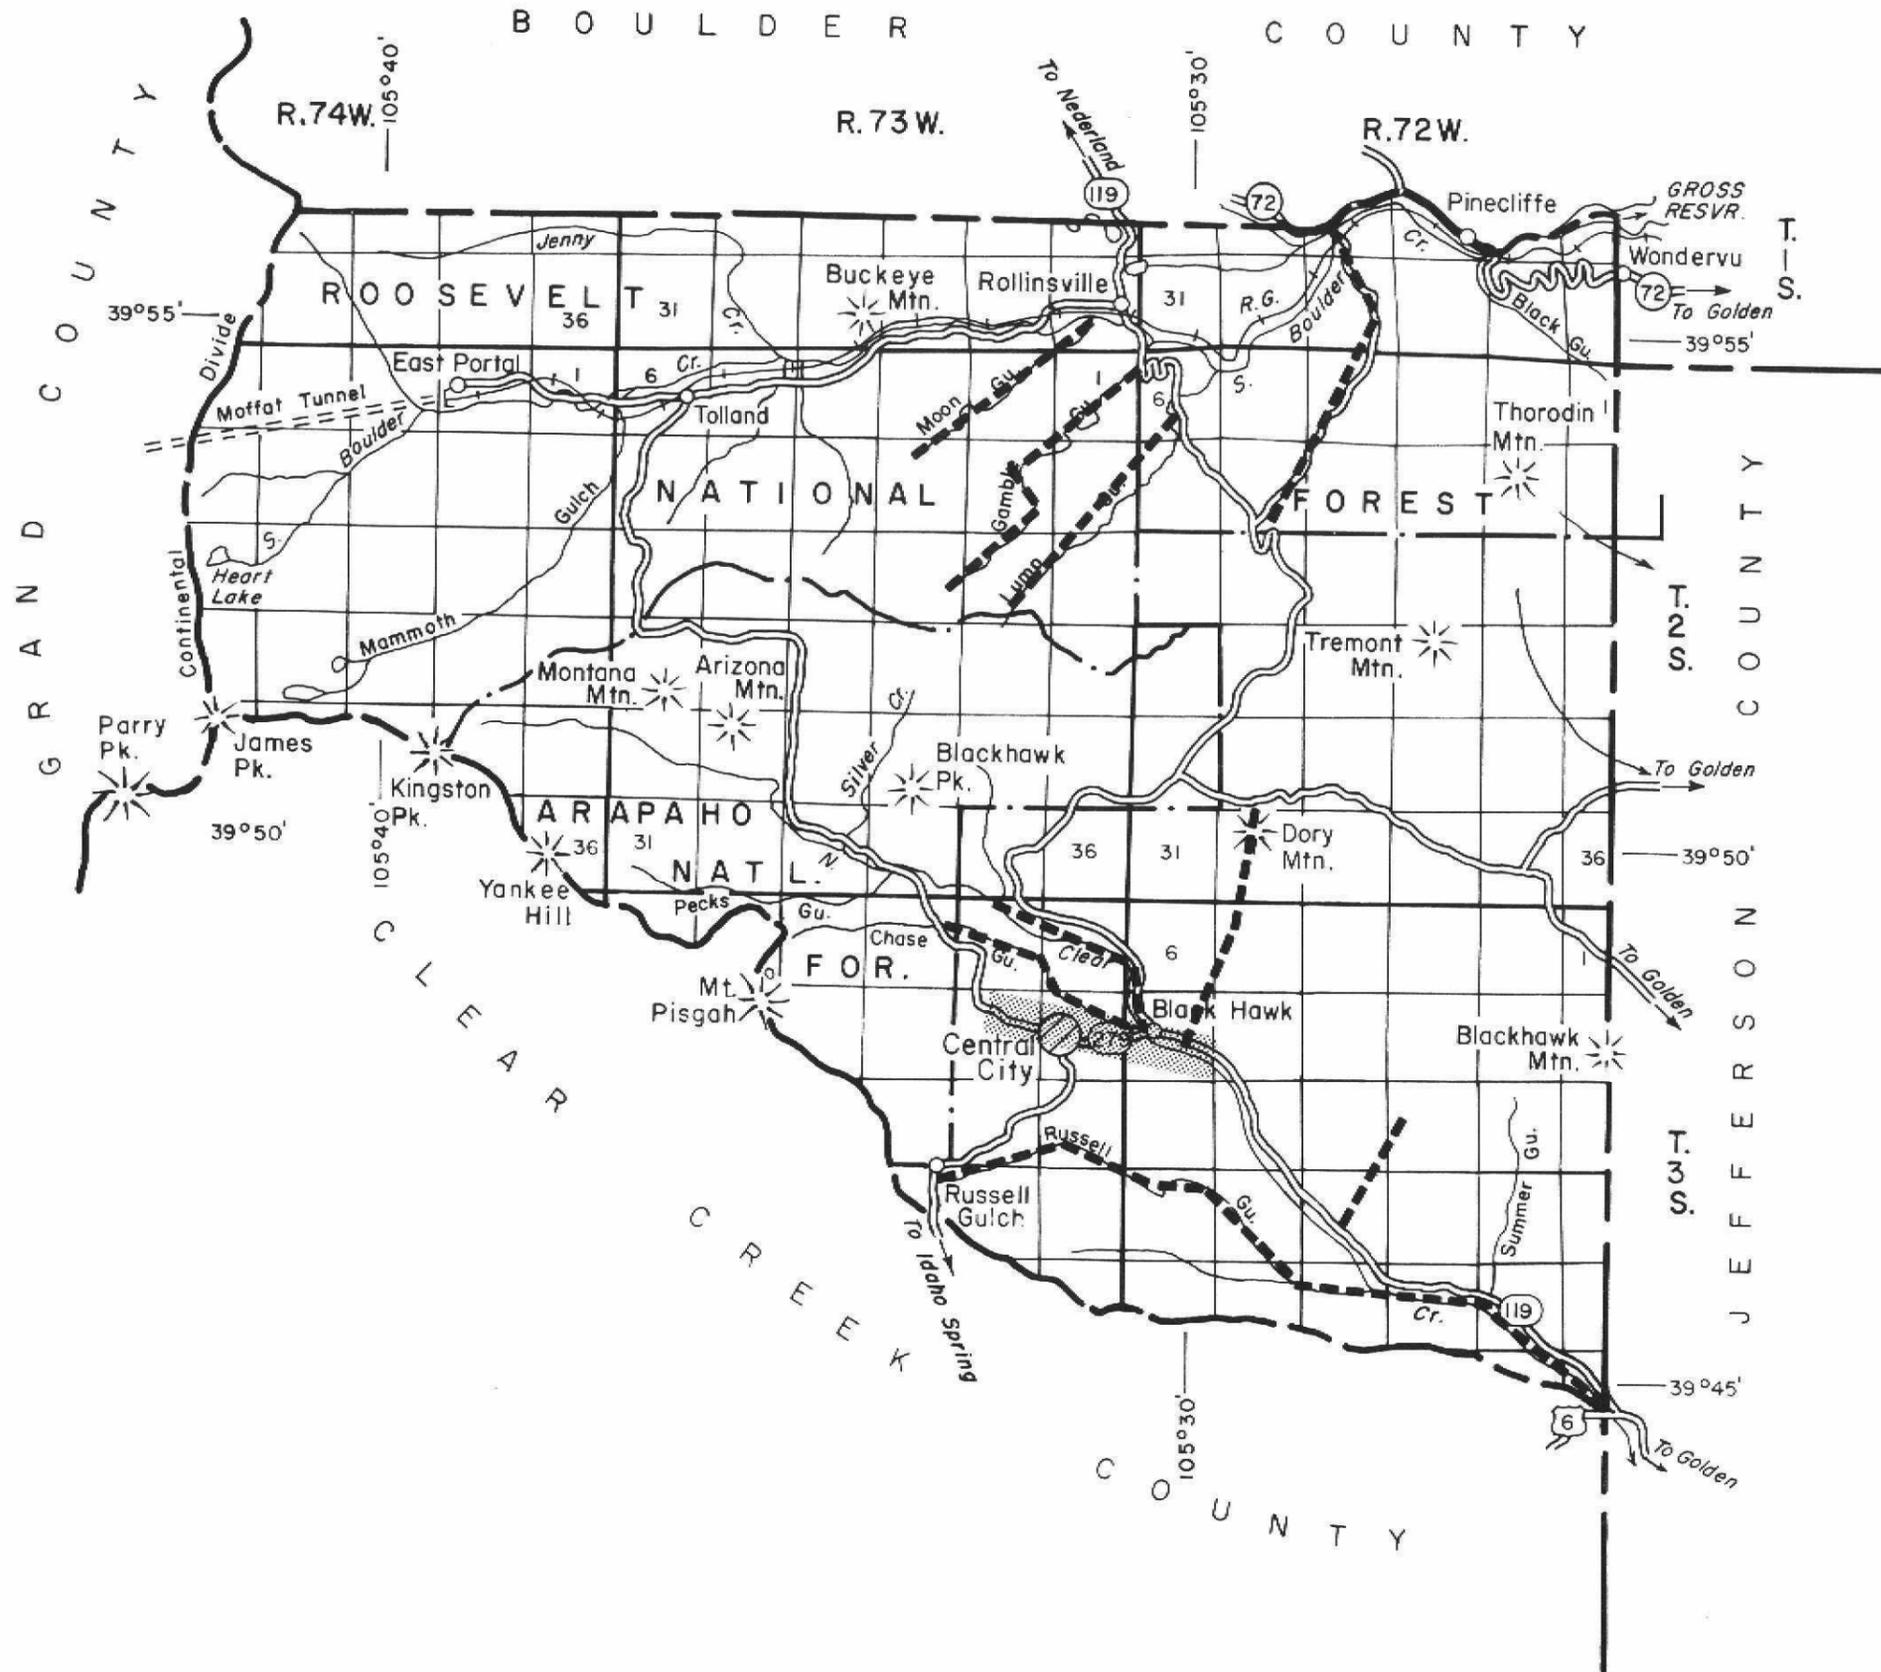 BOULDER COUNTY
GRAND COUNTY
R.74W.
105°40'
R.73W.
To Nederland
119
105°30'
R.72W.
72
Pinecliffe
GROSS
RESVR.
T.
1
S.
Wondervu
72
To Golden
39°55'
ROOSEVELT
Jenny
Cr.
36
31
Buckeye
Mtn.
Rollinsville
31
R.G.
Boulder
Cr.
Black
Gu.
39°55'
Divide
East Portal
1
6
Cr.
1
Moffat Tunnel
Tolland
Boulder
Moon
Gu.
1
Gu.
6
S.
Thorodin
Mtn.
1
NATIONAL
FOREST
Gulch
Gamble
Gu.
Lump
S.
Heart
Lake
Continental
Mammoth
T.
2
S.
Tremont
Mtn.
Montana
Mtn.
Arizona
Mtn.
Parry
Pk.
James
Pk.
Kingston
Pk.
39°50'
105°40'
Silver
Cr.
Blackhawk
Pk.
To Golden
ARAPAHO
36
31
N.
36
31
Dory
Mtn.
36
39°50'
Yankee
Hill
NATL.
Pecks
Gu.
Chase
Gu.
Clear
6
1
To Golden
FOR.
Mt.
Pisgah
Black Hawk
Central
City
279
Blackhawk
Mtn.
JEFFERSON COUNTY
CLEAR CREEK COUNTY
Russell
Gu.
Russell
Gulch
To Idaho Spring
Summer
Gu.
T.
3
S.
Cr.
119
39°45'
105°30'
6
To Golden